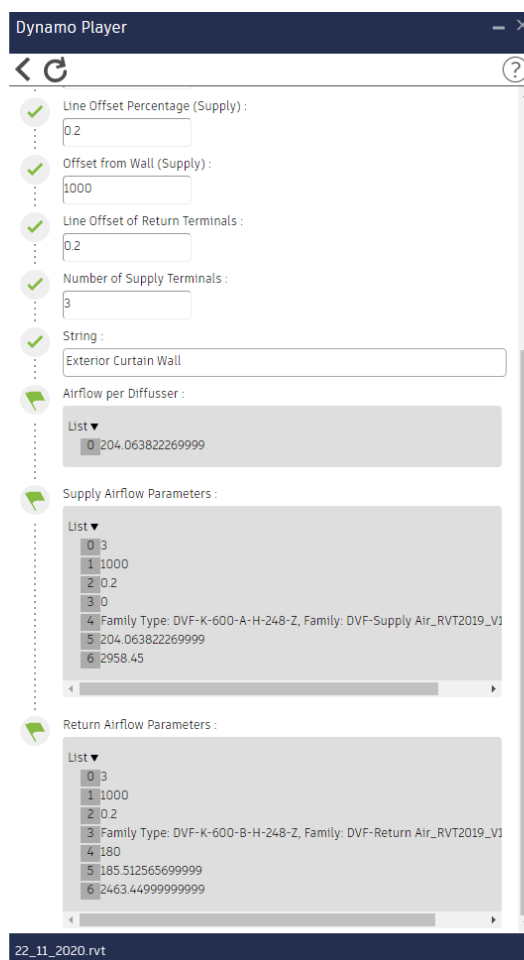 Dynamo Player
Line Offset Percentage (Supply) :
0.2
Offset from Wall (Supply) :
1000
Line Offset of Return Terminals :
0.2
Number of Supply Terminals :
3
String :
Exterior Curtain Wall
Airflow per Diffusser :
List ▼
0 204.063822269999
Supply Airflow Parameters :
List ▼
0 3
1 1000
2 0.2
3 0
4 Family Type: DVF-K-600-A-H-248-Z, Family: DVF-Supply Air_RVT2019_V1
5 204.063822269999
6 2958.45
Return Airflow Parameters :
List ▼
0 3
1 1000
2 0.2
3 Family Type: DVF-K-600-B-H-248-Z, Family: DVF-Return Air_RVT2019_V1
4 180
5 185.512565699999
6 2463.44999999999
22_11_2020.rvt